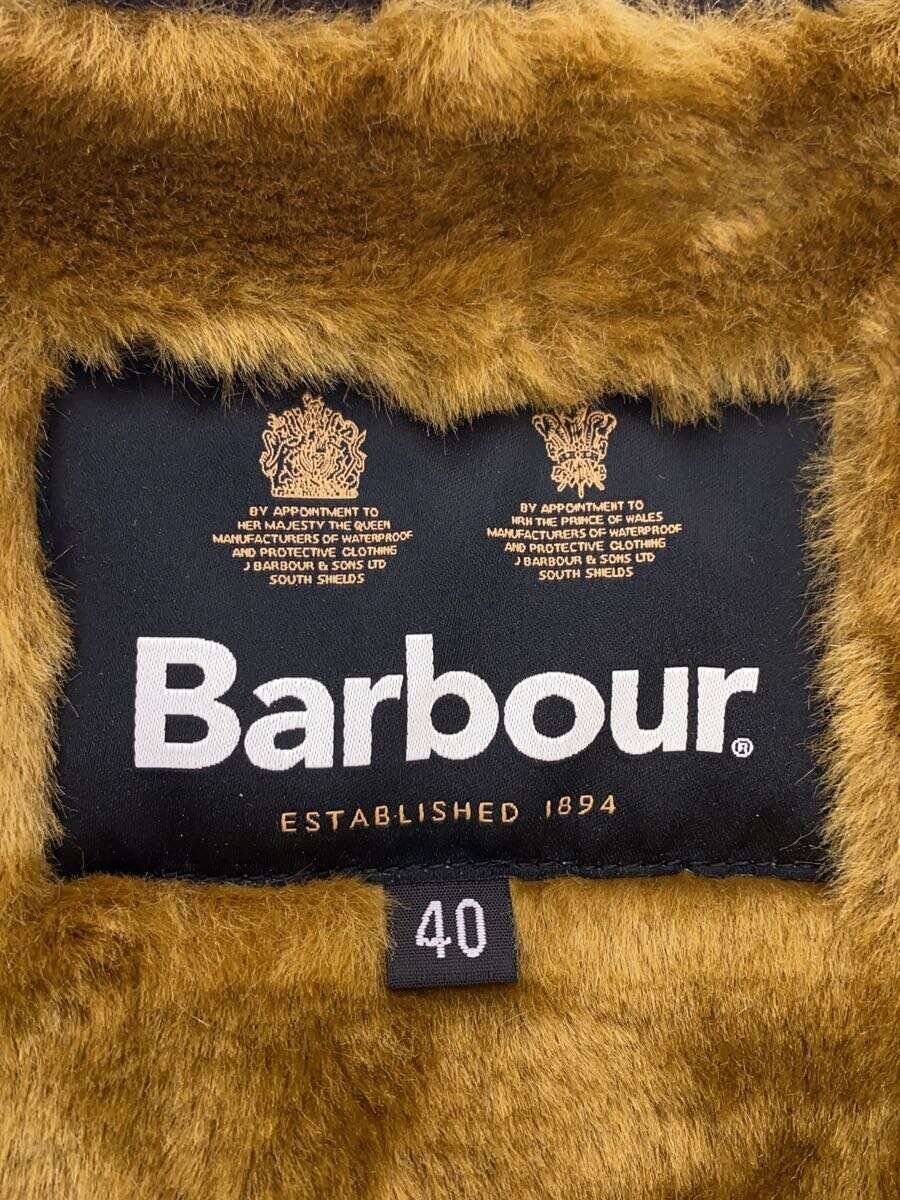 BY APPOINTMENT TO
HER MAJESTY THE QUEEN
MANUFACTURERS OF WATERPROOF
AND PROTECTIVE CLOTHING
J BARBOUR & SONS LTD
SOUTH SHIELDS
BY APPOINTMENT TO
HRH THE PRINCE OF WALES
MANUFACTURERS OF WATERPROOF
AND PROTECTIVE CLOTHING
J BARBOUR & SONS LTD
SOUTH SHIELDS
Barbour®
ESTABLISHED 1894
40